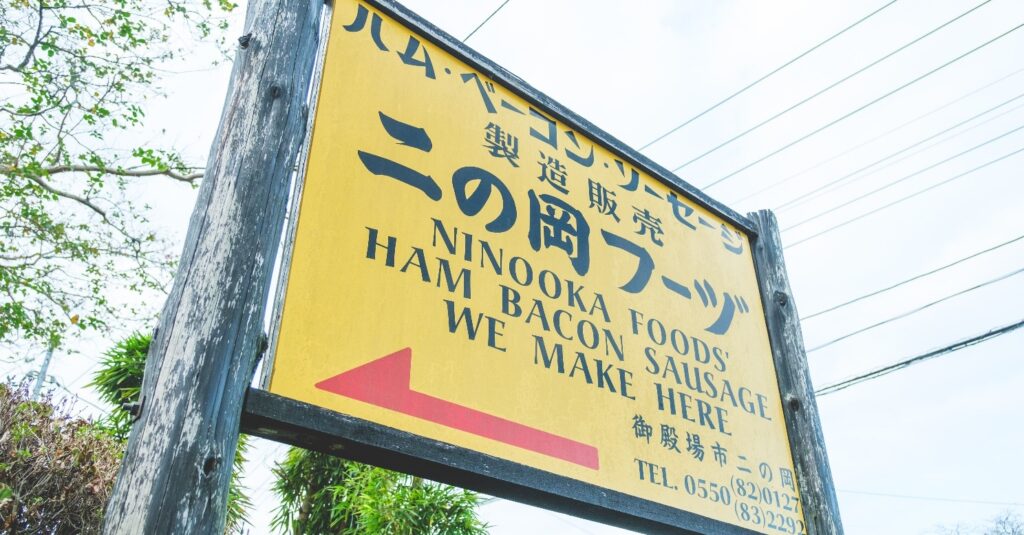 ハム・ベーコン・ソーセージ
製造販売
二の岡フーヅ
NINOOKA FOODS'
HAM BACON SAUSAGE
WE MAKE HERE
御殿場市二の岡
TEL. 0550(82)0127
(83)2292